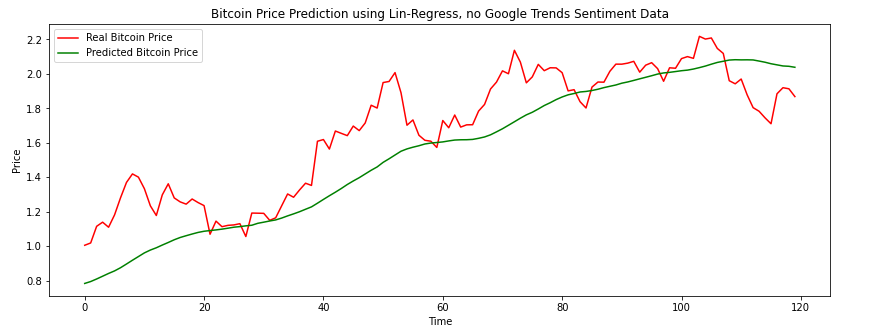 Bitcoin Price Prediction using Lin-Regress, no Google Trends Sentiment Data
Real Bitcoin Price
Predicted Bitcoin Price
2.2
2.0
1.8
1.6
1.4
1.2
1.0
0.8
Price
0 20 40 60 80 100 120
Time